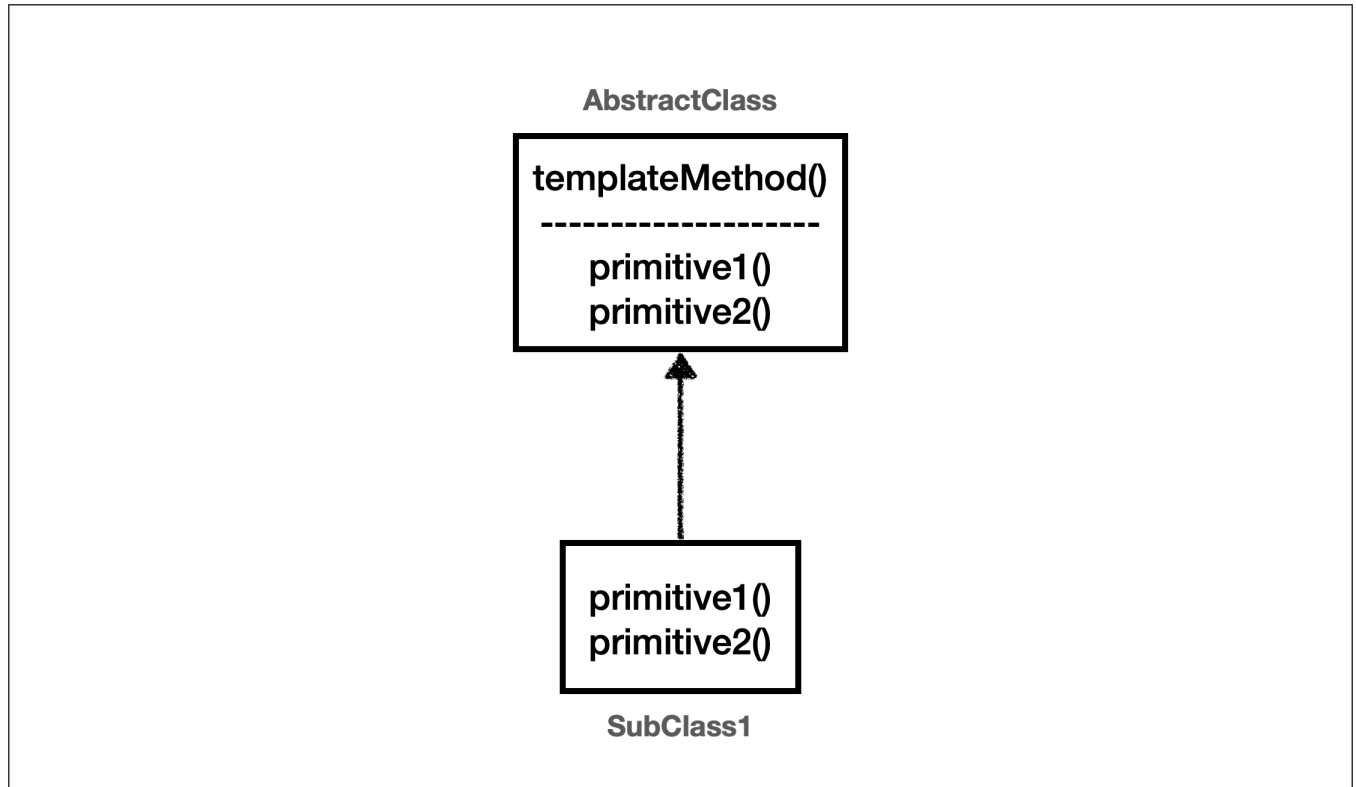 AbstractClass
templateMethod()
--------------------
primitive1()
primitive2()
primitive1()
primitive2()
SubClass1